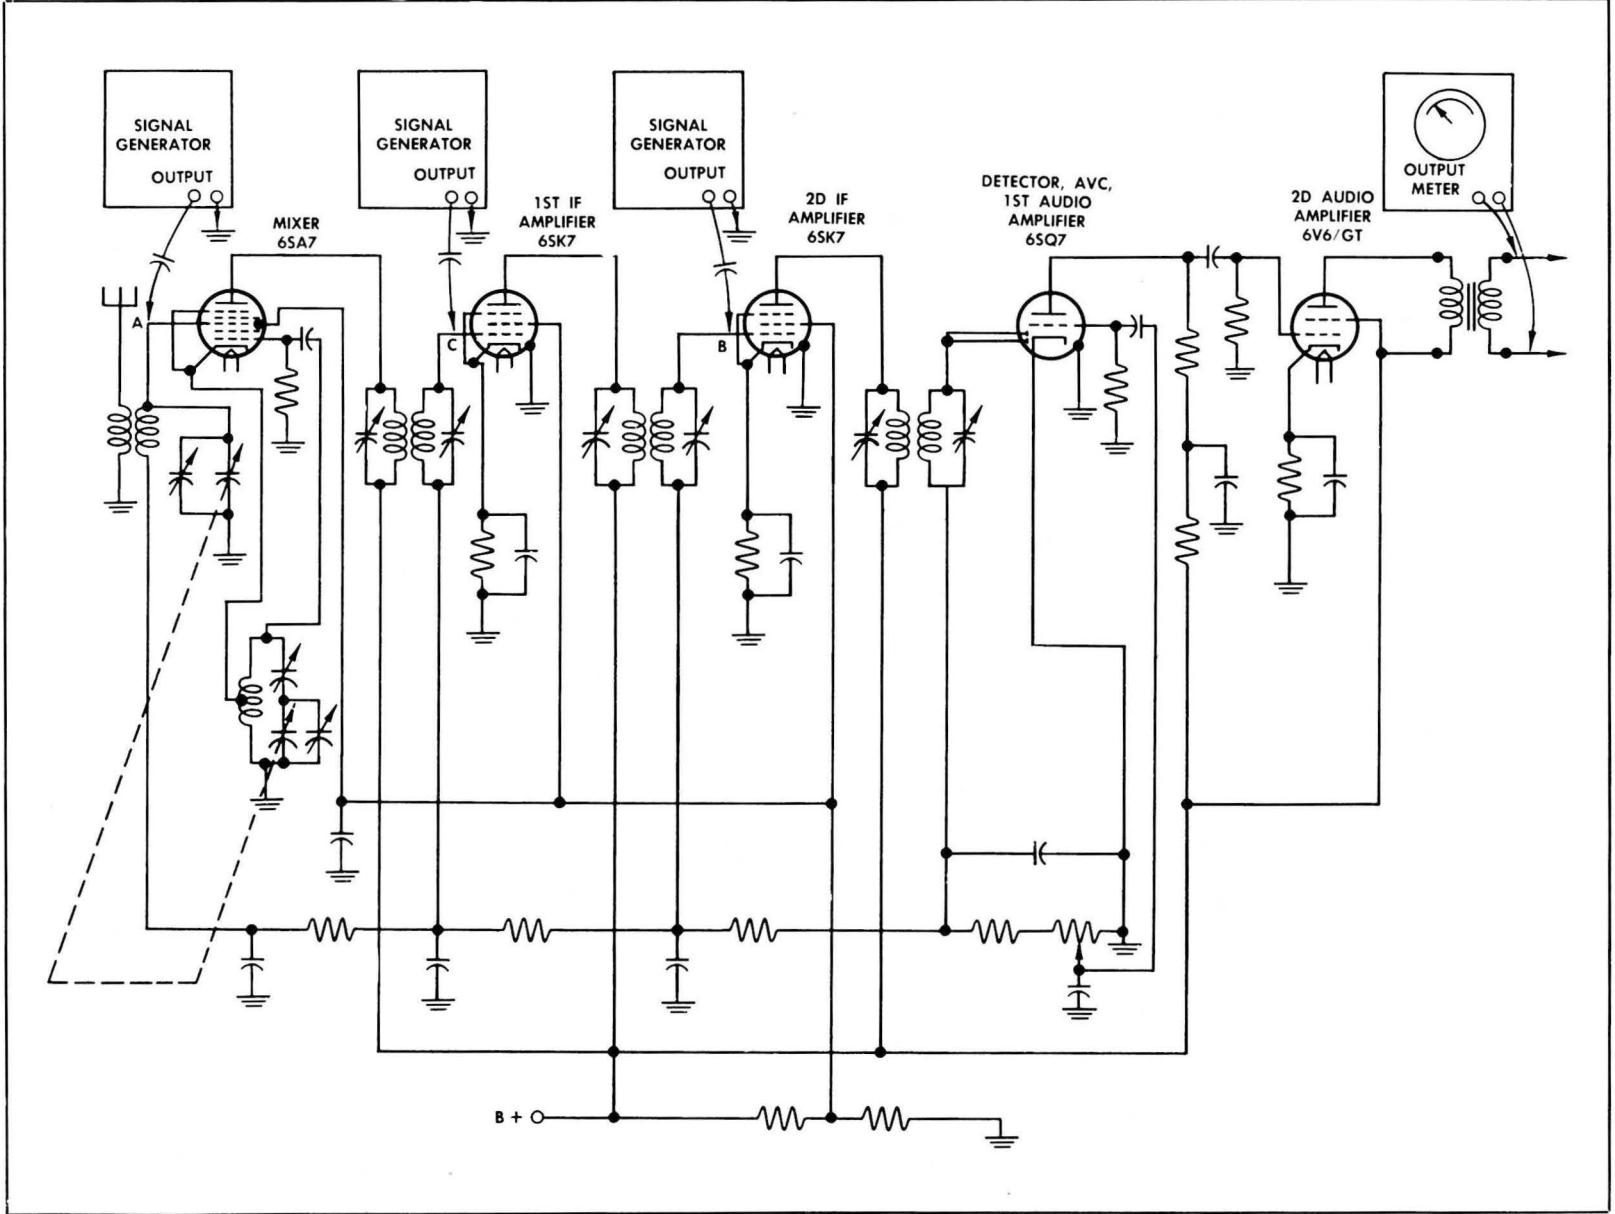 SIGNAL
GENERATOR
OUTPUT
SIGNAL
GENERATOR
OUTPUT
SIGNAL
GENERATOR
OUTPUT
OUTPUT
METER
MIXER
6SA7
1ST IF
AMPLIFIER
6SK7
2D IF
AMPLIFIER
6SK7
DETECTOR, AVC,
1ST AUDIO
AMPLIFIER
6SQ7
2D AUDIO
AMPLIFIER
6V6/GT
A
C
B
B +